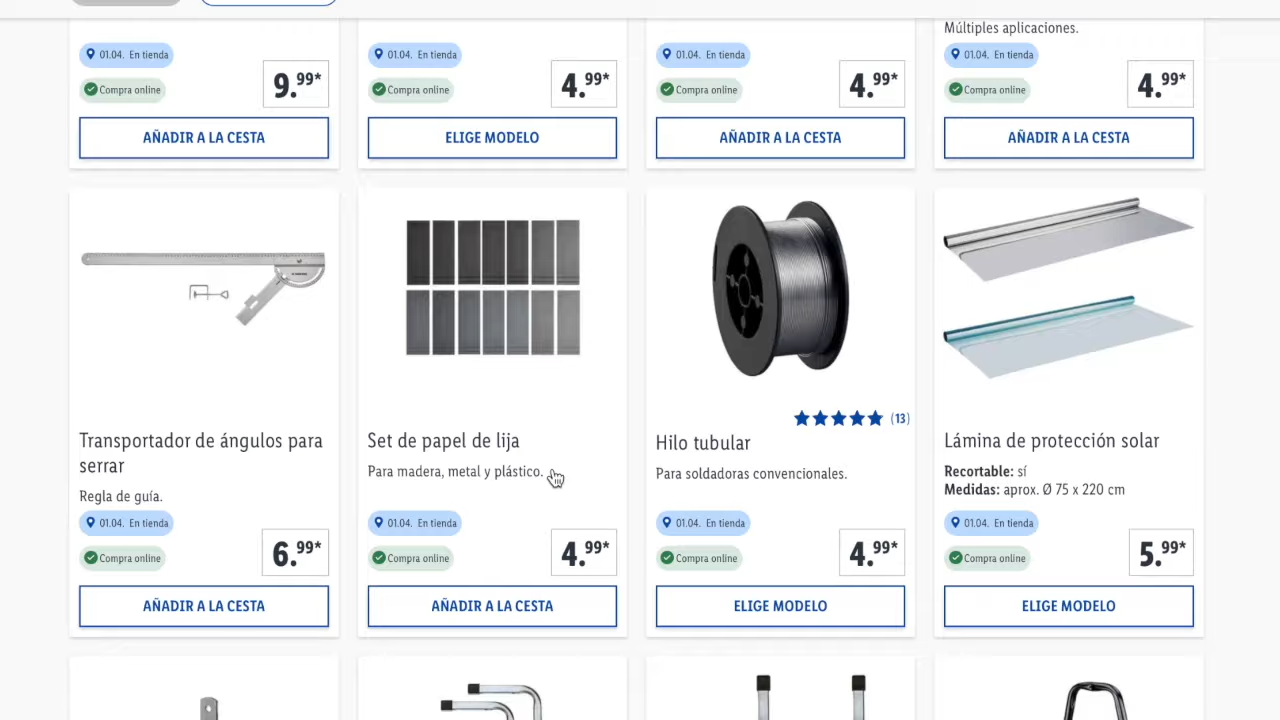 Múltiples aplicaciones.
01.04. En tienda
Compra online
9.99*
AÑADIR A LA CESTA
01.04. En tienda
Compra online
4.99*
ELIGE MODELO
01.04. En tienda
Compra online
4.99*
AÑADIR A LA CESTA
01.04. En tienda
Compra online
4.99*
AÑADIR A LA CESTA
Transportador de ángulos para
serrar
Regla de guía.
01.04. En tienda
Compra online
6.99*
AÑADIR A LA CESTA
Set de papel de lija
Para madera, metal y plástico.
01.04. En tienda
Compra online
4.99*
AÑADIR A LA CESTA
(13)
Hilo tubular
Para soldadoras convencionales.
01.04. En tienda
Compra online
4.99*
ELIGE MODELO
Lámina de protección solar
Recortable: sí
Medidas: aprox. Ø 75 x 220 cm
01.04. En tienda
Compra online
5.99*
ELIGE MODELO